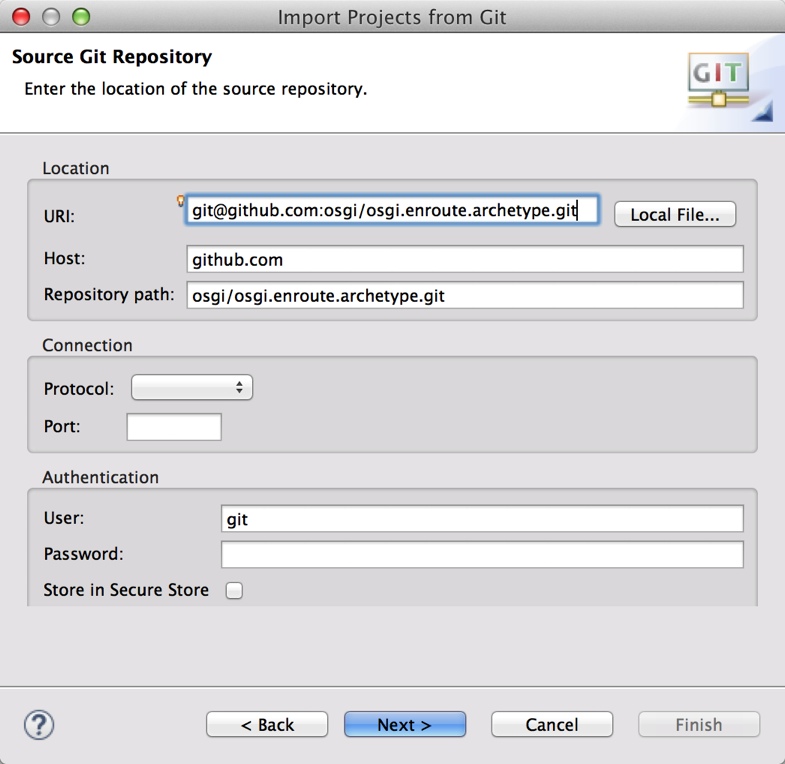 Import Projects from Git
Source Git Repository
Enter the location of the source repository.
GIT
Location
URI: git@github.com:osgi/osgi.enroute.archetype.git Local File...
Host: github.com
Repository path: osgi/osgi.enroute.archetype.git
Connection
Protocol:
Port:
Authentication
User: git
Password:
Store in Secure Store
? < Back Next > Cancel Finish